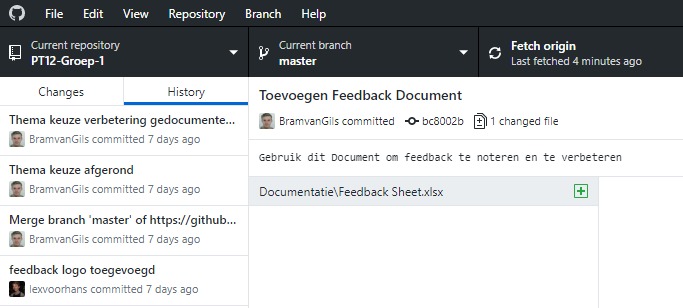 File Edit View Repository Branch Help
Current repository
PT12-Groep-1
Current branch
master
Fetch origin
Last fetched 4 minutes ago
Changes
History
Thema keuze verbetering gedocumente...
BramvanGils committed 7 days ago
Thema keuze afgerond
BramvanGils committed 7 days ago
Merge branch 'master' of https://github...
BramvanGils committed 7 days ago
feedback logo toegevoegd
lexvoorhans committed 7 days ago
Toevoegen Feedback Document
BramvanGils committed bc8002b 1 changed file
Gebruik dit Document om feedback te noteren en te verbeteren
Documentatie\Feedback Sheet.xlsx